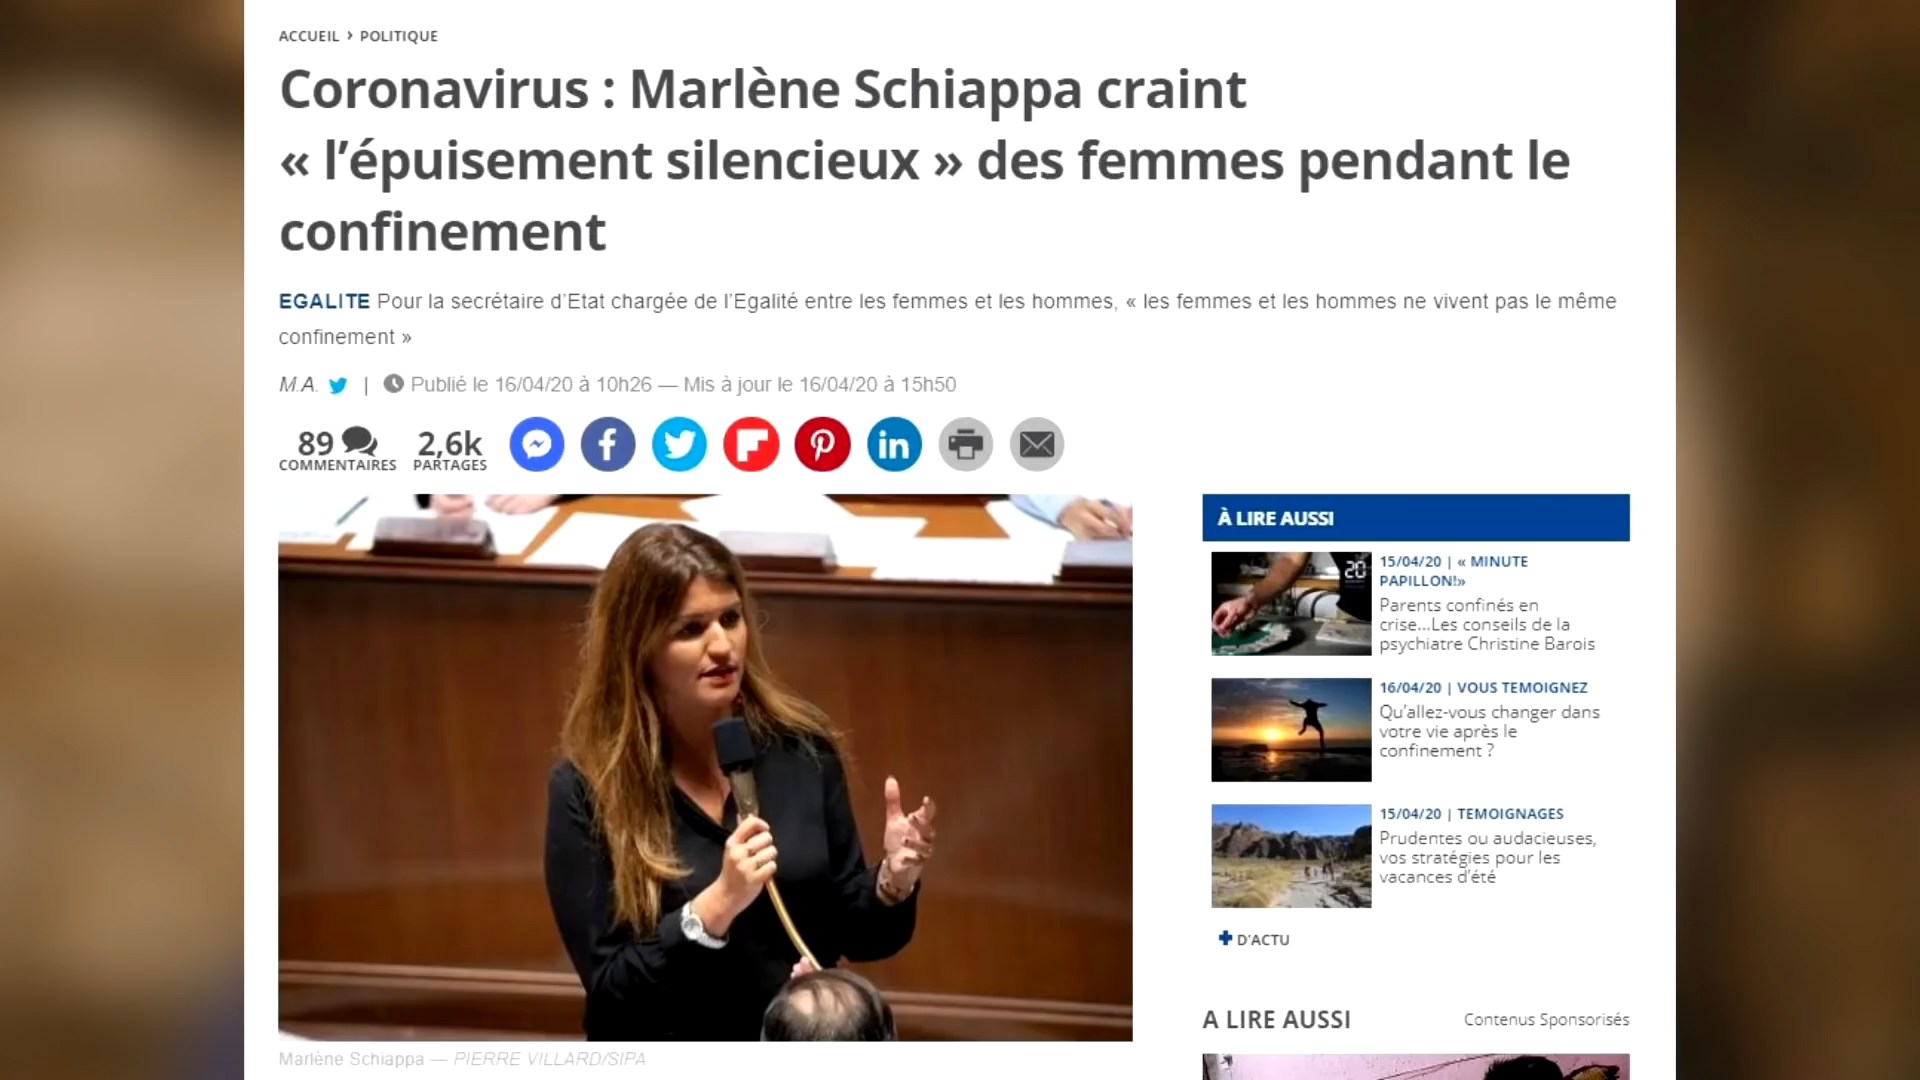 ACCUEIL › POLITIQUE
Coronavirus : Marlène Schiappa craint
« l’épuisement silencieux » des femmes pendant le
confinement
EGALITE Pour la secrétaire d’Etat chargée de l’Egalité entre les femmes et les hommes, « les femmes et les hommes ne vivent pas le même
confinement »
M.A. | Publié le 16/04/20 à 10h26 — Mis à jour le 16/04/20 à 15h50
89 2,6k
COMMENTAIRES PARTAGES
À LIRE AUSSI
20
15/04/20 | « MINUTE
PAPILLON!»
Parents confinés en
crise...Les conseils de la
psychiatre Christine Barois
16/04/20 | VOUS TEMOIGNEZ
Qu’allez-vous changer dans
votre vie après le
confinement ?
15/04/20 | TEMOIGNAGES
Prudentes ou audacieuses,
vos stratégies pour les
vacances d’été
+ D’ACTU
A LIRE AUSSI
Contenus Sponsorisés
Marlène Schiappa — PIERRE VILLARD/SIPA